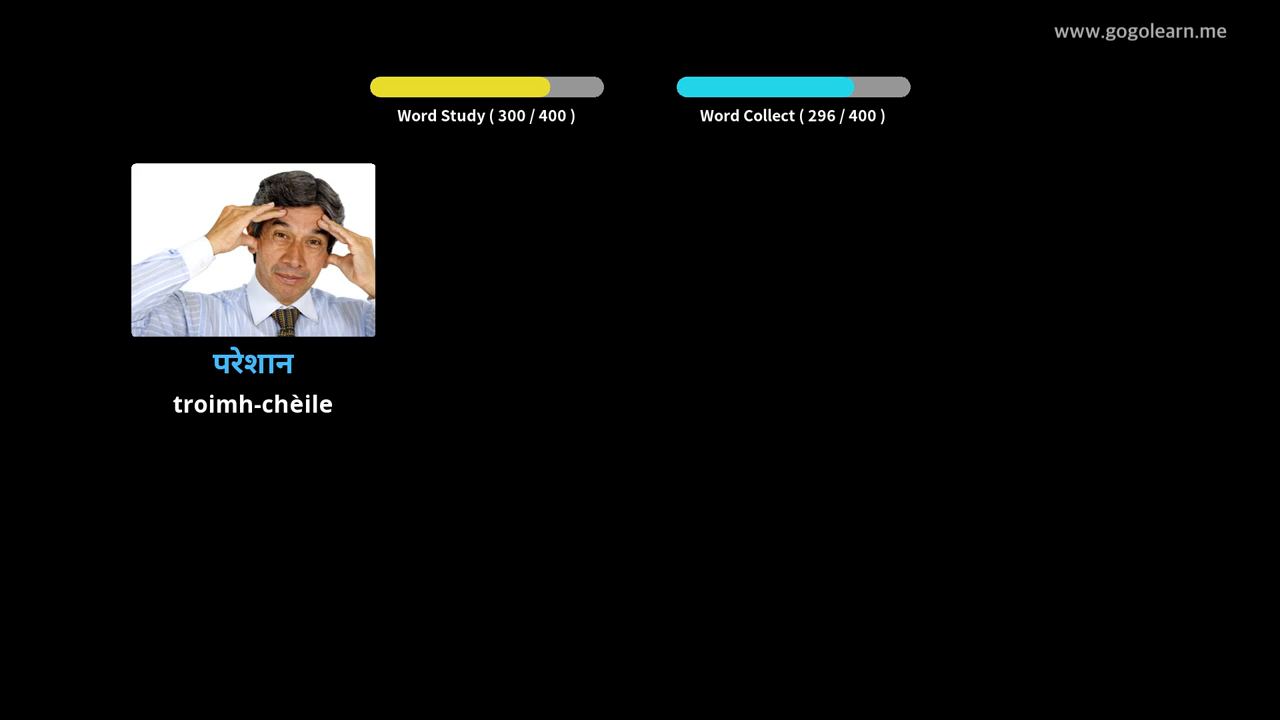 www.gogolearn.me
Word Study ( 300 / 400 )
Word Collect ( 296 / 400 )
परेशान
troimh-chèile